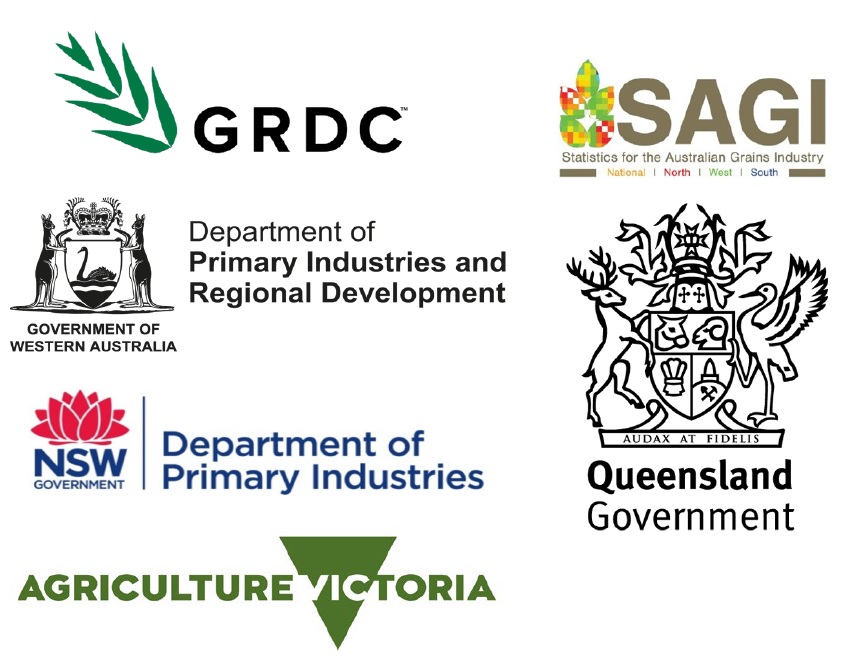 GRDC™
SAGI
Statistics for the Australian Grains Industry
National | North | West | South
Department of
Primary Industries and
Regional Development
GOVERNMENT OF
WESTERN AUSTRALIA
NSW
GOVERNMENT
Department of
Primary Industries
AUDAX AT FIDELIS
Queensland
Government
AGRICULTURE VICTORIA